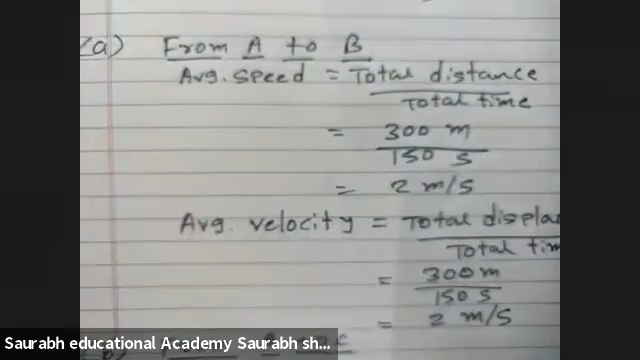 (a) From A to B
Avg. speed = Total distance
Total time
= 300 m
150 s
= 2 m/s
Avg. velocity = Total displa
Total tim
= 300 m
150 s
= 2 m/s
Saurabh educational Academy Saurabh sh...